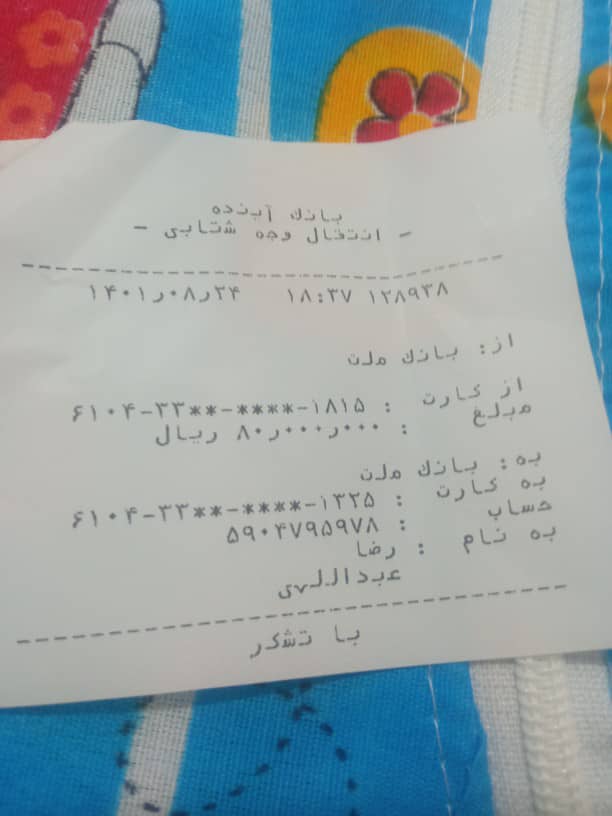 بانک آینده
- انتقال وجه شتابی -
۱۴۰۱٫۰۸٫۲۴ ۱۸:۳۷ ۱۲۸۹۳۸
از: بانک ملت
از کارت : ۶۱۰۴-۳۳**-****-۱۸۱۵
مبلغ : ۸۰٫۰۰۰٫۰۰۰ ریال
به: بانک ملت
به کارت : ۶۱۰۴-۳۳**-****-۱۳۲۵
حساب : ۵۹۰۴۷۹۵۹۷۸
به نام : رضا
عبداللهی
با تشکر